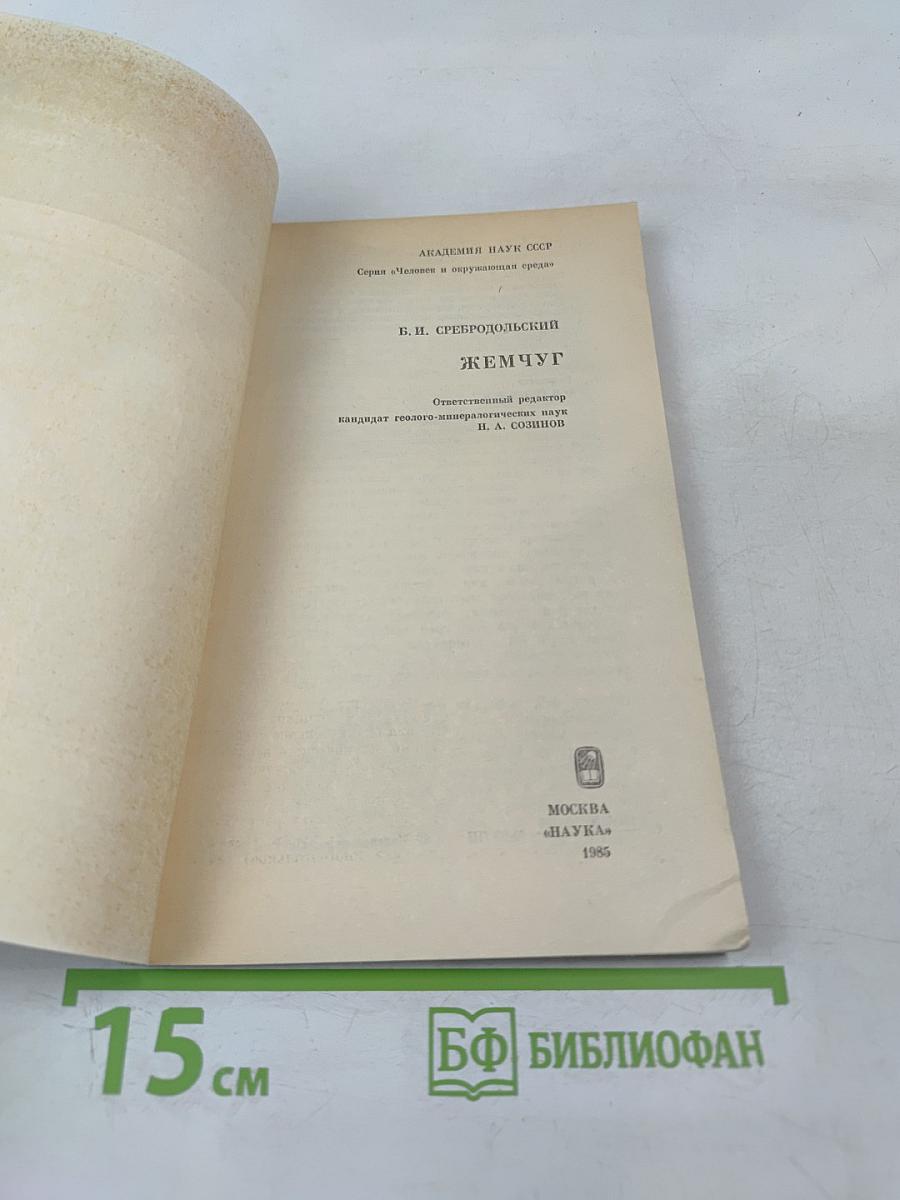 АКАДЕМИЯ НАУК СССР
Серия «Человек и окружающая среда»
Б. И. СРЕБРОДОЛЬСКИЙ
ЖЕМЧУГ
Ответственный редактор
кандидат геолого-минералогических наук
Н. А. СОЗИНОВ
МОСКВА
«НАУКА»
1985
15 см
БФ БИБЛИОФАН